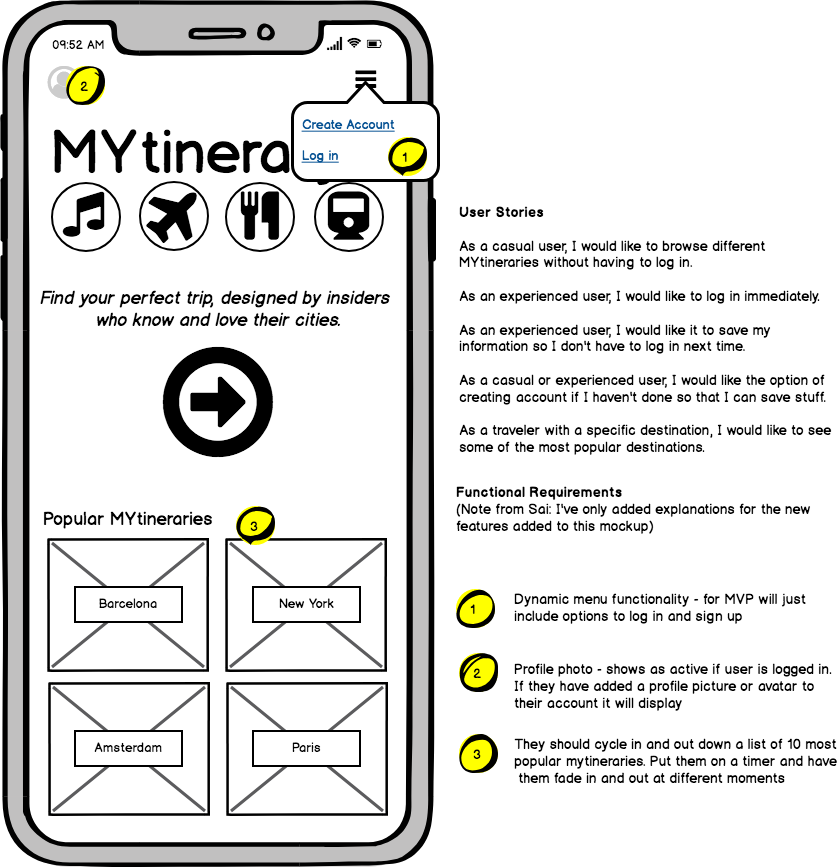 09:52 AM
2
Create Account
Log in
1
MYtinera
Find your perfect trip, designed by insiders
who know and love their cities.
Popular MYtineraries
3
Barcelona
New York
Amsterdam
Paris
User Stories
As a casual user, I would like to browse different
MYtineraries without having to log in.
As an experienced user, I would like to log in immediately.
As an experienced user, I would like it to save my
information so I don't have to log in next time.
As a casual or experienced user, I would like the option of
creating account if I haven't done so that I can save stuff.
As a traveler with a specific destination, I would like to see
some of the most popular destinations.
Functional Requirements
(Note from Sai: I've only added explanations for the new
features added to this mockup)
1
Dynamic menu functionality - for MVP will just
include options to log in and sign up
2
Profile photo - shows as active if user is logged in.
If they have added a profile picture or avatar to
their account it will display
3
They should cycle in and out down a list of 10 most
popular mytineraries. Put them on a timer and have
them fade in and out at different moments